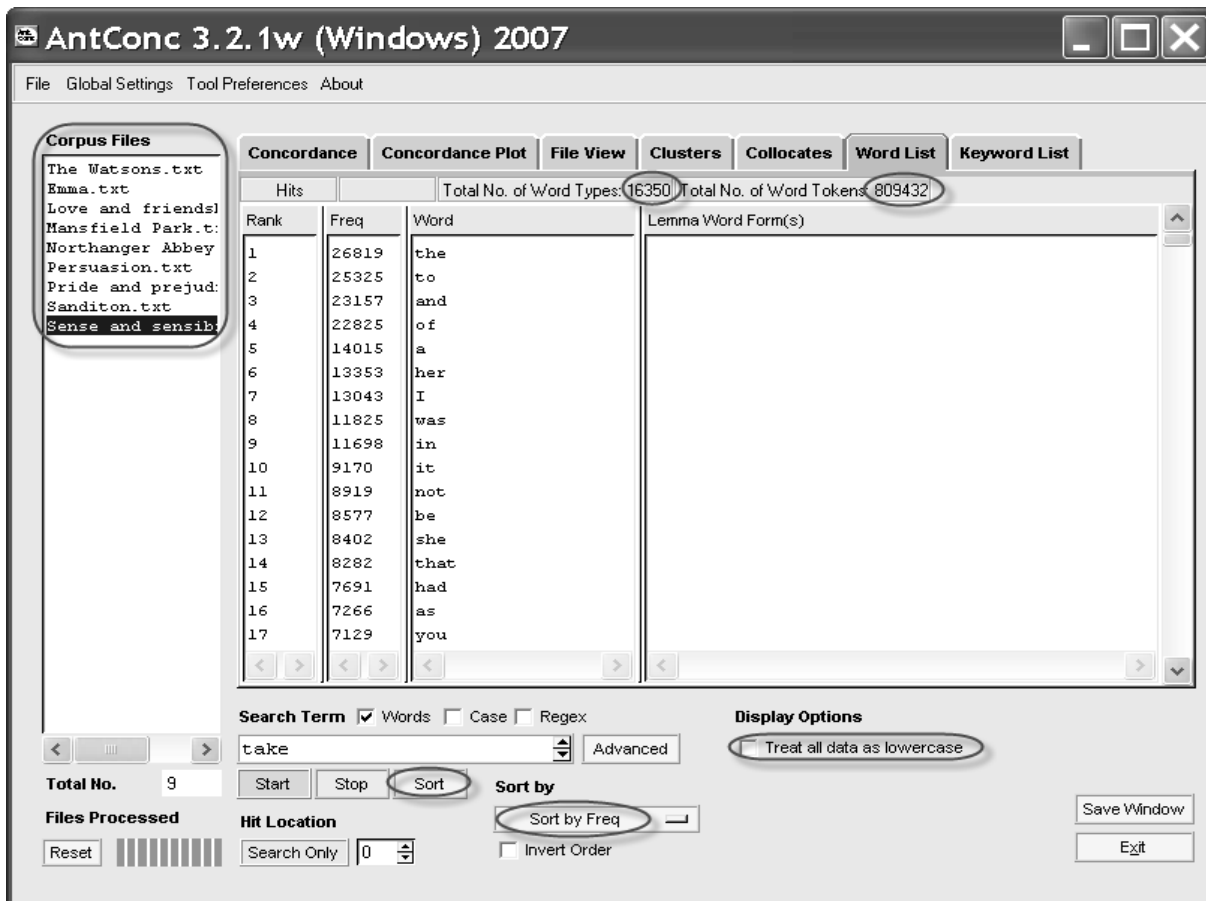 AntConc 3.2.1w (Windows) 2007
File Global Settings Tool Preferences About
Corpus Files
The Watsons.txt
Emma.txt
Love and friendsh
Mansfield Park.t
Northanger Abbey
Persuasion.txt
Pride and prejud
Sanditon.txt
Sense and sensib
Total No. 9
Files Processed
Reset
Concordance Concordance Plot File View Clusters Collocates Word List Keyword List
Hits Total No. of Word Types: 16350 Total No. of Word Tokens: 809432
Rank Freq Word Lemma Word Form(s)
1 26819 the
2 25325 to
3 23157 and
4 22825 of
5 14015 a
6 13353 her
7 13043 I
8 11825 was
9 11698 in
10 9170 it
11 8919 not
12 8577 be
13 8402 she
14 8282 that
15 7691 had
16 7266 as
17 7129 you
Search Term Words Case Regex
take Advanced
Start Stop Sort
Hit Location
Search Only 0
Sort by
Sort by Freq
Invert Order
Display Options
Treat all data as lowercase
Save Window
Exit